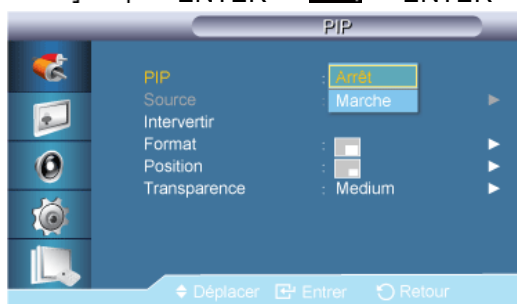 ENTER ENTER
PIP
PIP : Arrêt
Source : Marche
Intervertir
Format :
Position :
Transparence : Medium
Déplacer Entrer Retour